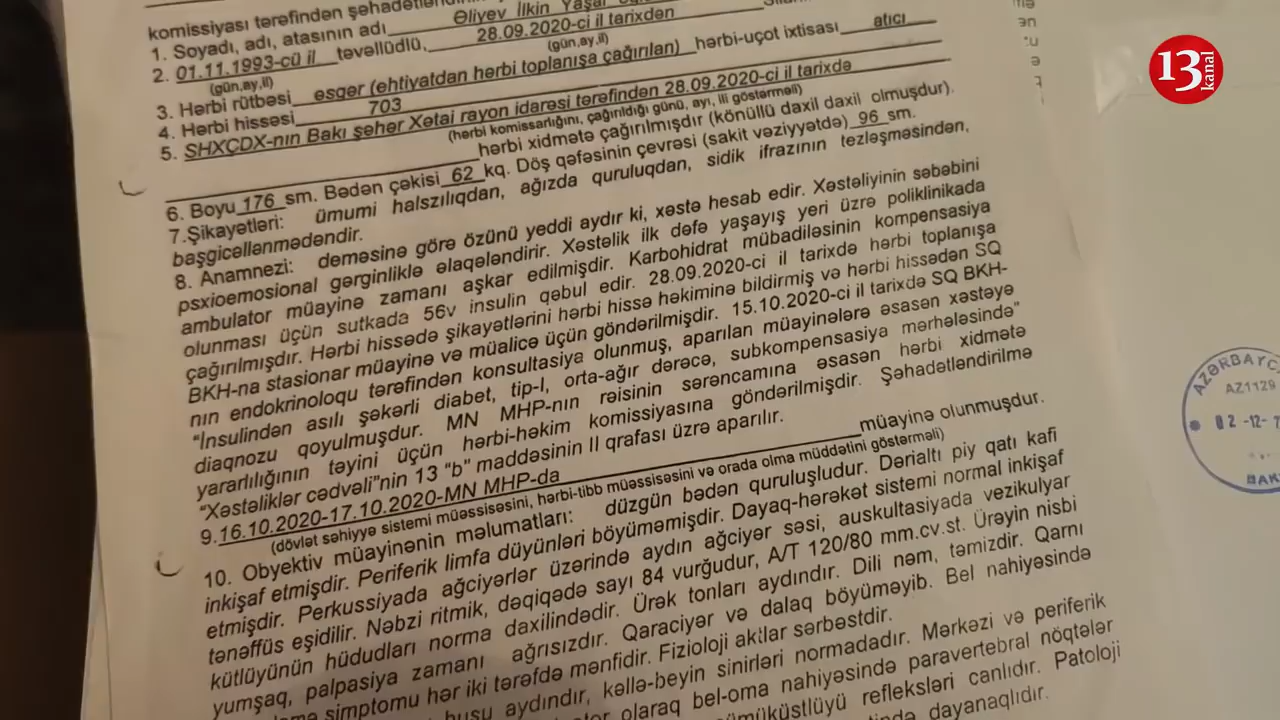 komissiyası tərəfindən
1. Soyadı, adı, atasının adı Əliyev İlkin Yaşar
2. 01.11.1993-cü il təvəllüdlü, 28.09.2020-ci il tarixdən
(gün,ay,il) (gün,ay,il)
3. Hərbi rütbəsi əsgər (ehtiyatdan hərbi toplanışa çağırılan) hərbi-uçot ixtisası atıcı
4. Hərbi hissəsi 703
5. SHXÇDX-nın Bakı şəhər Xətai rayon idarəsi tərəfindən 28.09.2020-ci il tarixdə
(hərbi komissarlığın, çağırıldığı günü, ayı, ili göstərməli)
hərbi xidmətə çağırılmışdır (könüllü daxil daxil olmuşdur).
6. Boyu 176 sm. Bədən çəkisi 62 kq. Döş qəfəsinin çevrəsi (sakit vəziyyətdə) 96 sm.
7.Şikayətləri: ümumi halszılıqdan, ağızda quruluqdan, sidik ifrazının tezləşməsindən,
başgicəllənmədəndir.
8. Anamnezi: deməsinə görə özünü yeddi aydır ki, xəstə hesab edir. Xəstəliyinin səbəbini
psxioemosional gərginliklə əlaqələndirir. Xəstəlik ilk dəfə yaşayış yeri üzrə poliklinikada
ambulator müayinə zamanı aşkar edilmişdir. Karbohidrat mübadiləsinin kompensasiya
olunması üçün sutkada 56v insulin qəbul edir. 28.09.2020-ci il tarixdə hərbi toplanışa
çağırılmışdır. Hərbi hissədə şikayətlərini hərbi hissə həkiminə bildirmiş və hərbi hissədən SQ
BKH-na stasionar müayinə və müalicə üçün göndərilmişdir. 15.10.2020-ci il tarixdə SQ BKH-
nın endokrinoloqu tərəfindən konsultasiya olunmuş, aparılan müayinələrə əsasən xəstəyə
“İnsulindən asılı şəkərli diabet, tip-I, orta-ağır dərəcə, subkompensasiya mərhələsində”
diaqnozu qoyulmuşdur. MN MHP-nın rəisinin sərəncamına əsasən hərbi xidmətə
yararlılığının təyini üçün hərbi-həkim komissiyasına göndərilmişdir. Şəhadətləndirilmə
“Xəstəliklər cədvəli”nin 13 “b” maddəsinin II qrafası üzrə aparılır.
9. 16.10.2020-17.10.2020-MN MHP-da müayinə olunmuşdur.
(dövlət səhiyyə sistemi müəssisəsini, hərbi-tibb müəssisəsini və orada olma müddətini göstərməli)
10. Obyektiv müayinənin məlumatları: düzgün bədən quruluşludur. Dərialtı piy qatı kafi
inkişaf etmişdir. Periferik limfa düyünləri böyüməmişdir. Dayaq-hərəkət sistemi normal inkişaf
etmişdir. Perkussiyada ağciyərlər üzərində aydın ağciyər səsi, auskultasiyada vezikulyar
tənəffüs eşidilir. Nəbzi ritmik, dəqiqədə sayı 84 vurğudur, A/T 120/80 mm.cv.st. Ürəyin nisbi
kütlüyünün hüdudları norma daxilindədir. Ürək tonları aydındır. Dili nəm, təmizdir. Qarnı
yumşaq, palpasiya zamanı ağrısızdır. Qaraciyər və dalaq böyüməyib. Bel nahiyəsində
simptomu hər iki tərəfdə mənfidir. Fizioloji aktlar sərbəstdir.
aydındır, kəllə-beyin sinirləri normadadır. Mərkəzi və periferik
olaraq bel-oma nahiyəsində paravertebral nöqtələr
refleksləri canlıdır. Patoloji
dayanaqlıdır.
13
kanal
AZ1129
02-12-